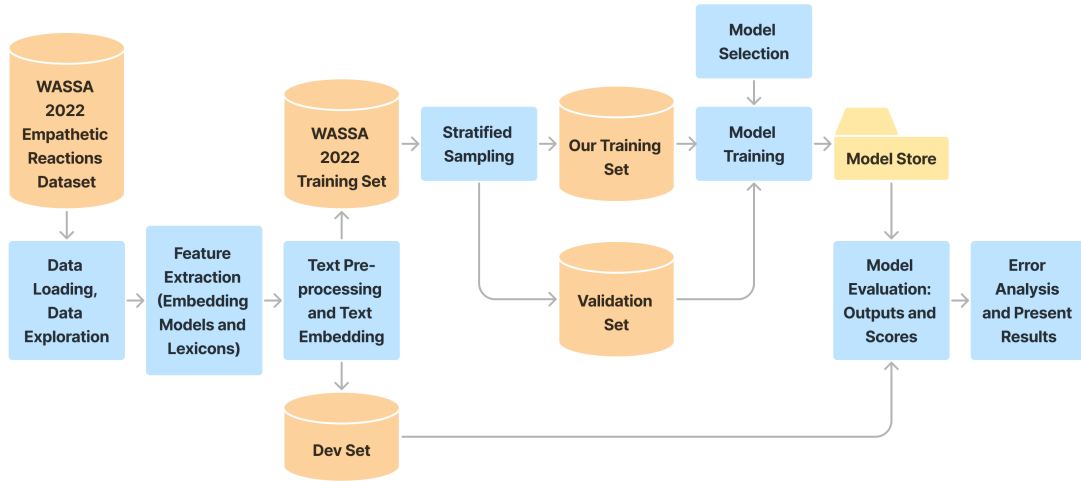 WASSA
2022
Empathetic
Reactions
Dataset
Data
Loading,
Data
Exploration
Feature
Extraction
(Embedding
Models and
Lexicons)
WASSA
2022
Training Set
Text Pre-
processing
and Text
Embedding
Dev Set
Stratified
Sampling
Our Training
Set
Validation
Set
Model
Selection
Model
Training
Model Store
Model
Evaluation:
Outputs and
Scores
Error
Analysis
and Present
Results